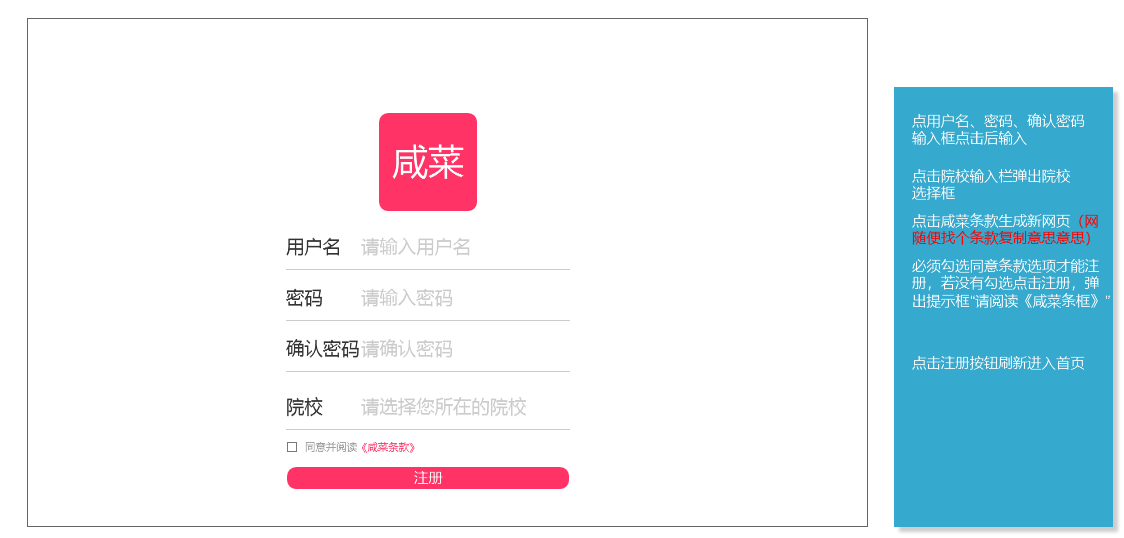 咸菜
用户名 请输入用户名
密码 请输入密码
确认密码 请确认密码
院校 请选择您所在的院校
同意并阅读《咸菜条款》
注册
点用户名、密码、确认密码
输入框点击后输入
点击院校输入栏弹出院校
选择框
点击咸菜条款生成新网页（网
随便找个条款复制意思意思）
必须勾选同意条款选项才能注
册，若没有勾选点击注册，弹
出提示框“请阅读《咸菜条框》”
点击注册按钮刷新进入首页